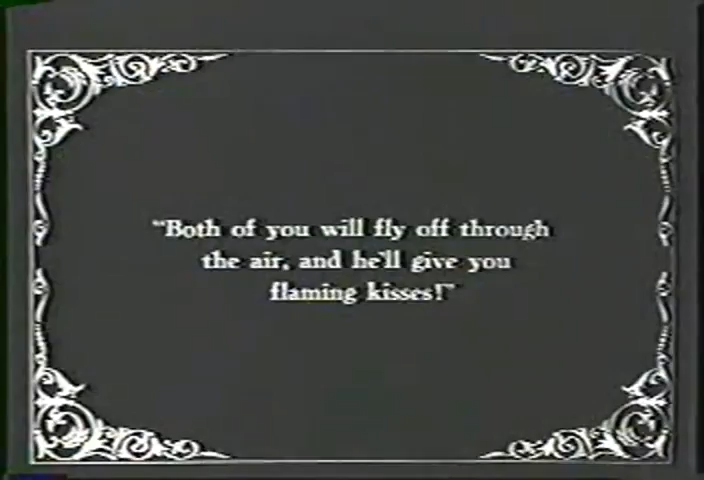 "Both of you will fly off through
the air, and he'll give you
flaming kisses!"